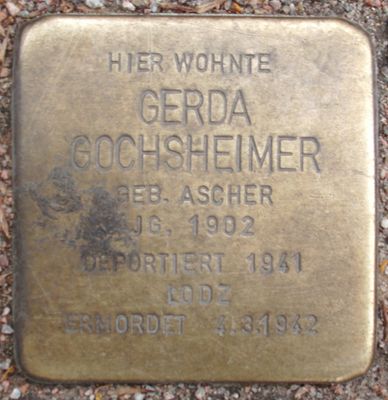 HIER WOHNTE
GERDA
GOCHSHEIMER
GEB. ASCHER
JG. 1902
DEPORTIERT 1941
LODZ
ERMORDET 4.3.1942